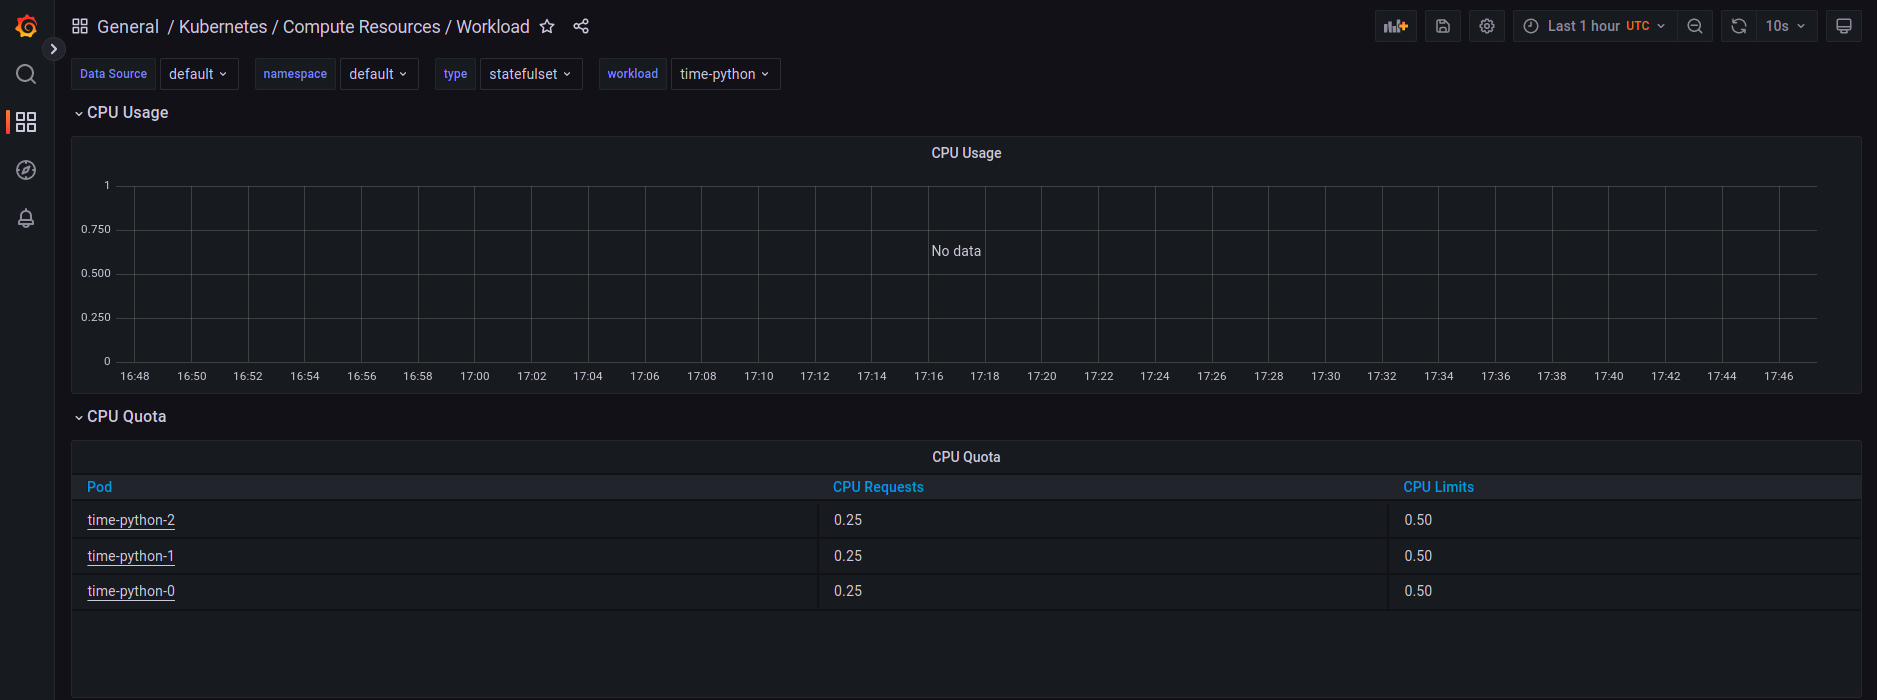 General / Kubernetes / Compute Resources / Workload
Last 1 hour UTC
10s
Data Source default namespace default type statefulset workload time-python
CPU Usage
CPU Usage
1
0.750
0.500
0.250
0
No data
16:48 16:50 16:52 16:54 16:56 16:58 17:00 17:02 17:04 17:06 17:08 17:10 17:12 17:14 17:16 17:18 17:20 17:22 17:24 17:26 17:28 17:30 17:32 17:34 17:36 17:38 17:40 17:42 17:44 17:46
CPU Quota
CPU Quota
Pod CPU Requests CPU Limits
time-python-2 0.25 0.50
time-python-1 0.25 0.50
time-python-0 0.25 0.50